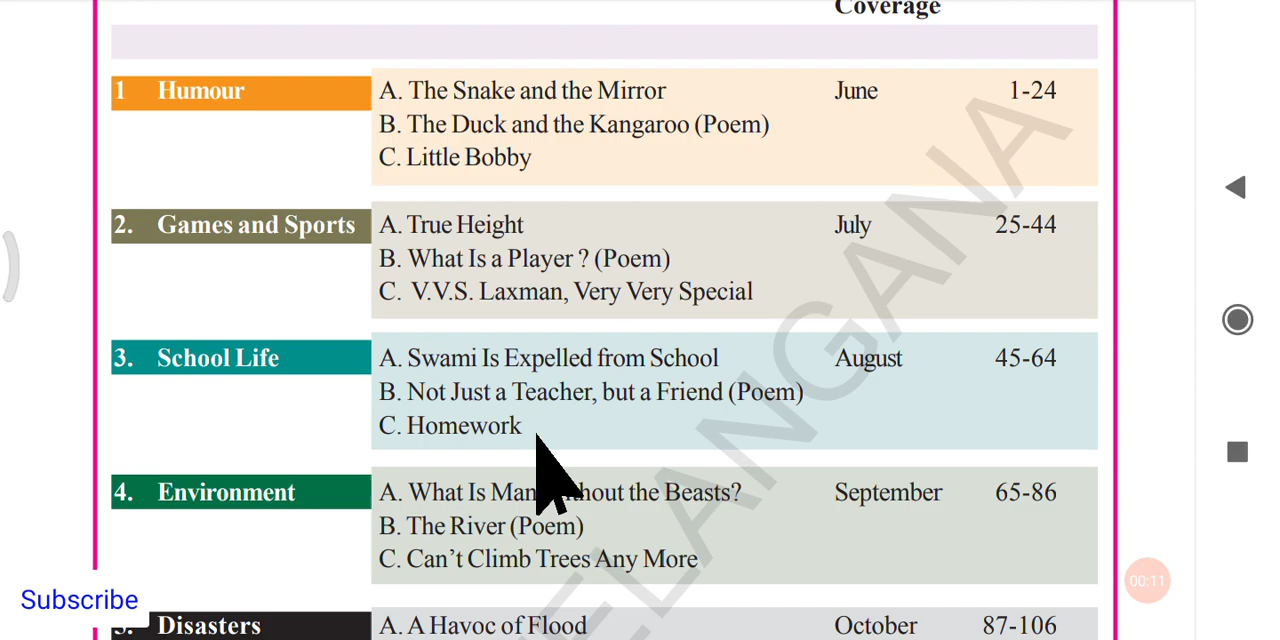 Coverage
1 Humour A. The Snake and the Mirror June 1-24
B. The Duck and the Kangaroo (Poem)
C. Little Bobby
2. Games and Sports A. True Height July 25-44
B. What Is a Player ? (Poem)
C. V.V.S. Laxman, Very Very Special
3. School Life A. Swami Is Expelled from School August 45-64
B. Not Just a Teacher, but a Friend (Poem)
C. Homework
4. Environment A. What Is Man Without the Beasts? September 65-86
B. The River (Poem)
C. Can't Climb Trees Any More
00:11
Subscribe
5. Disasters A. A Havoc of Flood October 87-106
ELANGANA